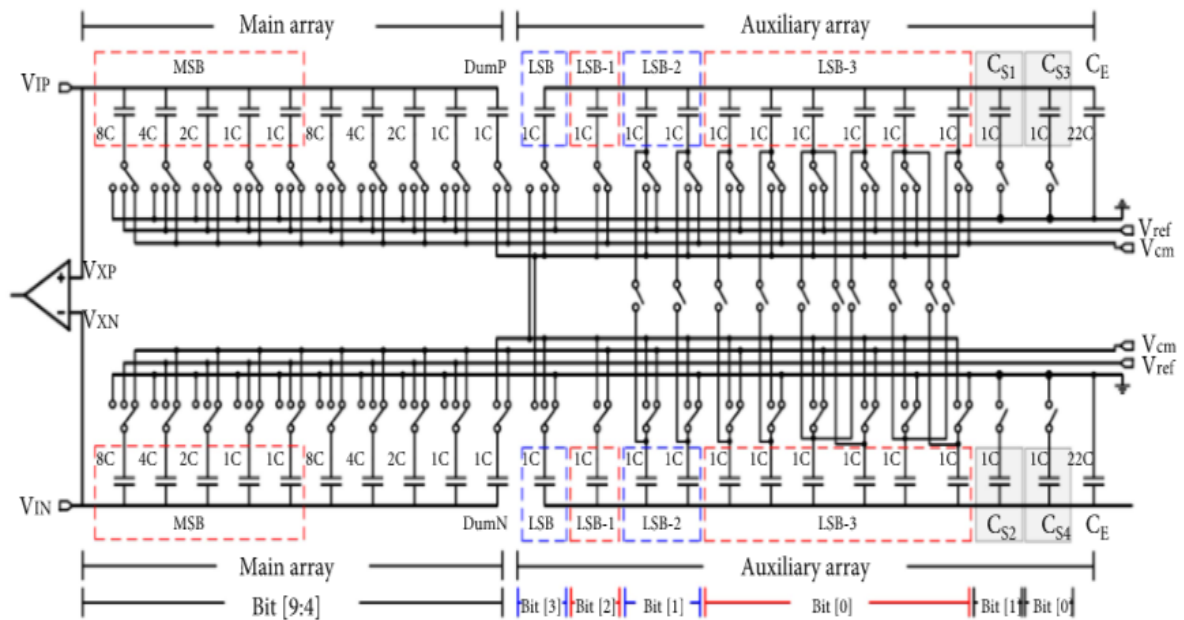 Main array Auxiliary array
MSB DumP LSB LSB-1 LSB-2 LSB-3 CS1 CS3 CE
VIP
8C 4C 2C 1C 1C 8C 4C 2C 1C 1C 1C 1C 1C 1C 1C 1C 1C 1C 1C 1C 1C 1C 22C
Vref
Vcm
VXP
+
-
VXN
Vcm
Vref
8C 4C 2C 1C 1C 8C 4C 2C 1C 1C 1C 1C 1C 1C 1C 1C 1C 1C 1C 1C 1C 1C 22C
VIN
MSB DumN LSB LSB-1 LSB-2 LSB-3 CS2 CS4 CE
Main array Auxiliary array
Bit [9:4] Bit [3] Bit [2] Bit [1] Bit [0] Bit [1] Bit [0]